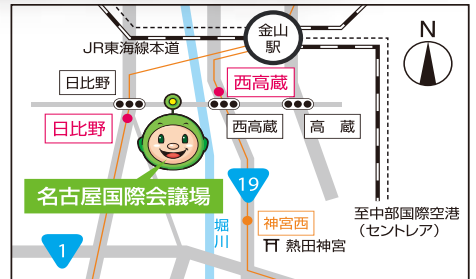 金山
駅
N
JR東海線本道
日比野
西高蔵
日比野
西高蔵
高 蔵
名古屋国際会議場
19
至中部国際空港
（セントレア）
堀
川
神宮西
熱田神宮
1